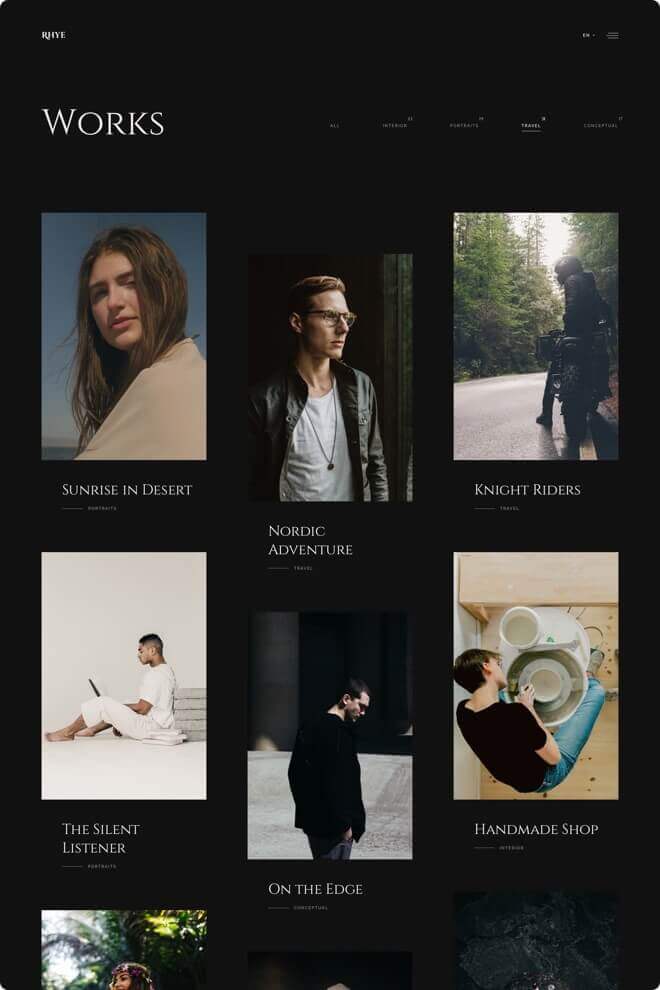 RHYE
EN
WORKS
ALL
INTERIOR
PORTRAITS
TRAVEL
CONCEPTUAL
SUNRISE IN DESERT
PORTRAITS
NORDIC
ADVENTURE
TRAVEL
KNIGHT RIDERS
TRAVEL
THE SILENT
LISTENER
PORTRAITS
ON THE EDGE
CONCEPTUAL
HANDMADE SHOP
INTERIOR